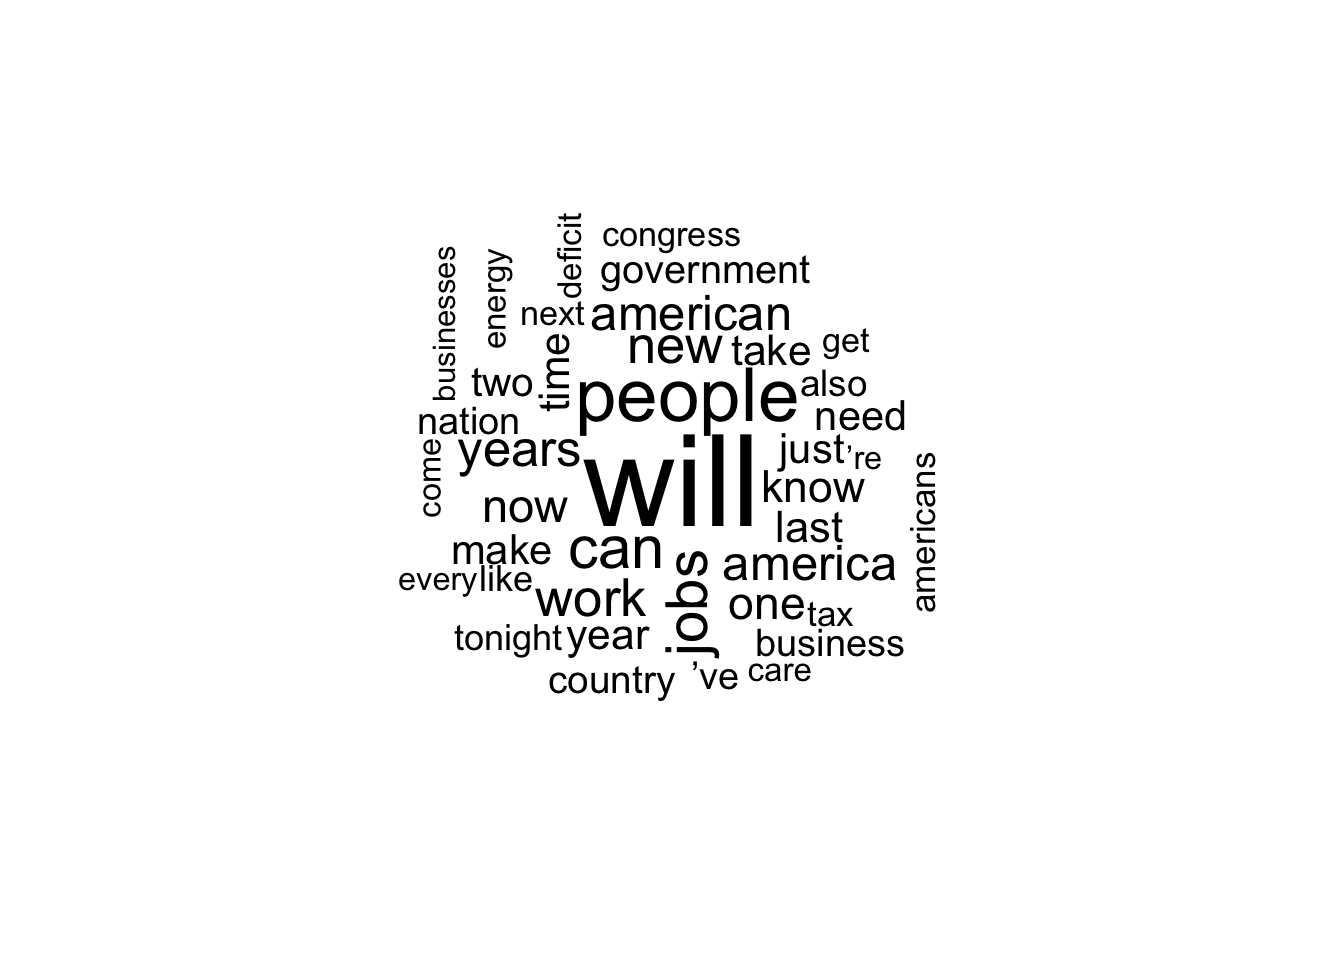 congress
deficit
government
businesses
energy
next
american
new
take
get
time
two
people
also
nation
need
years
will
just
’re
come
know
americans
now
last
make
can
america
every
like
work
jobs
one
tax
tonight
year
business
country
’ve
care